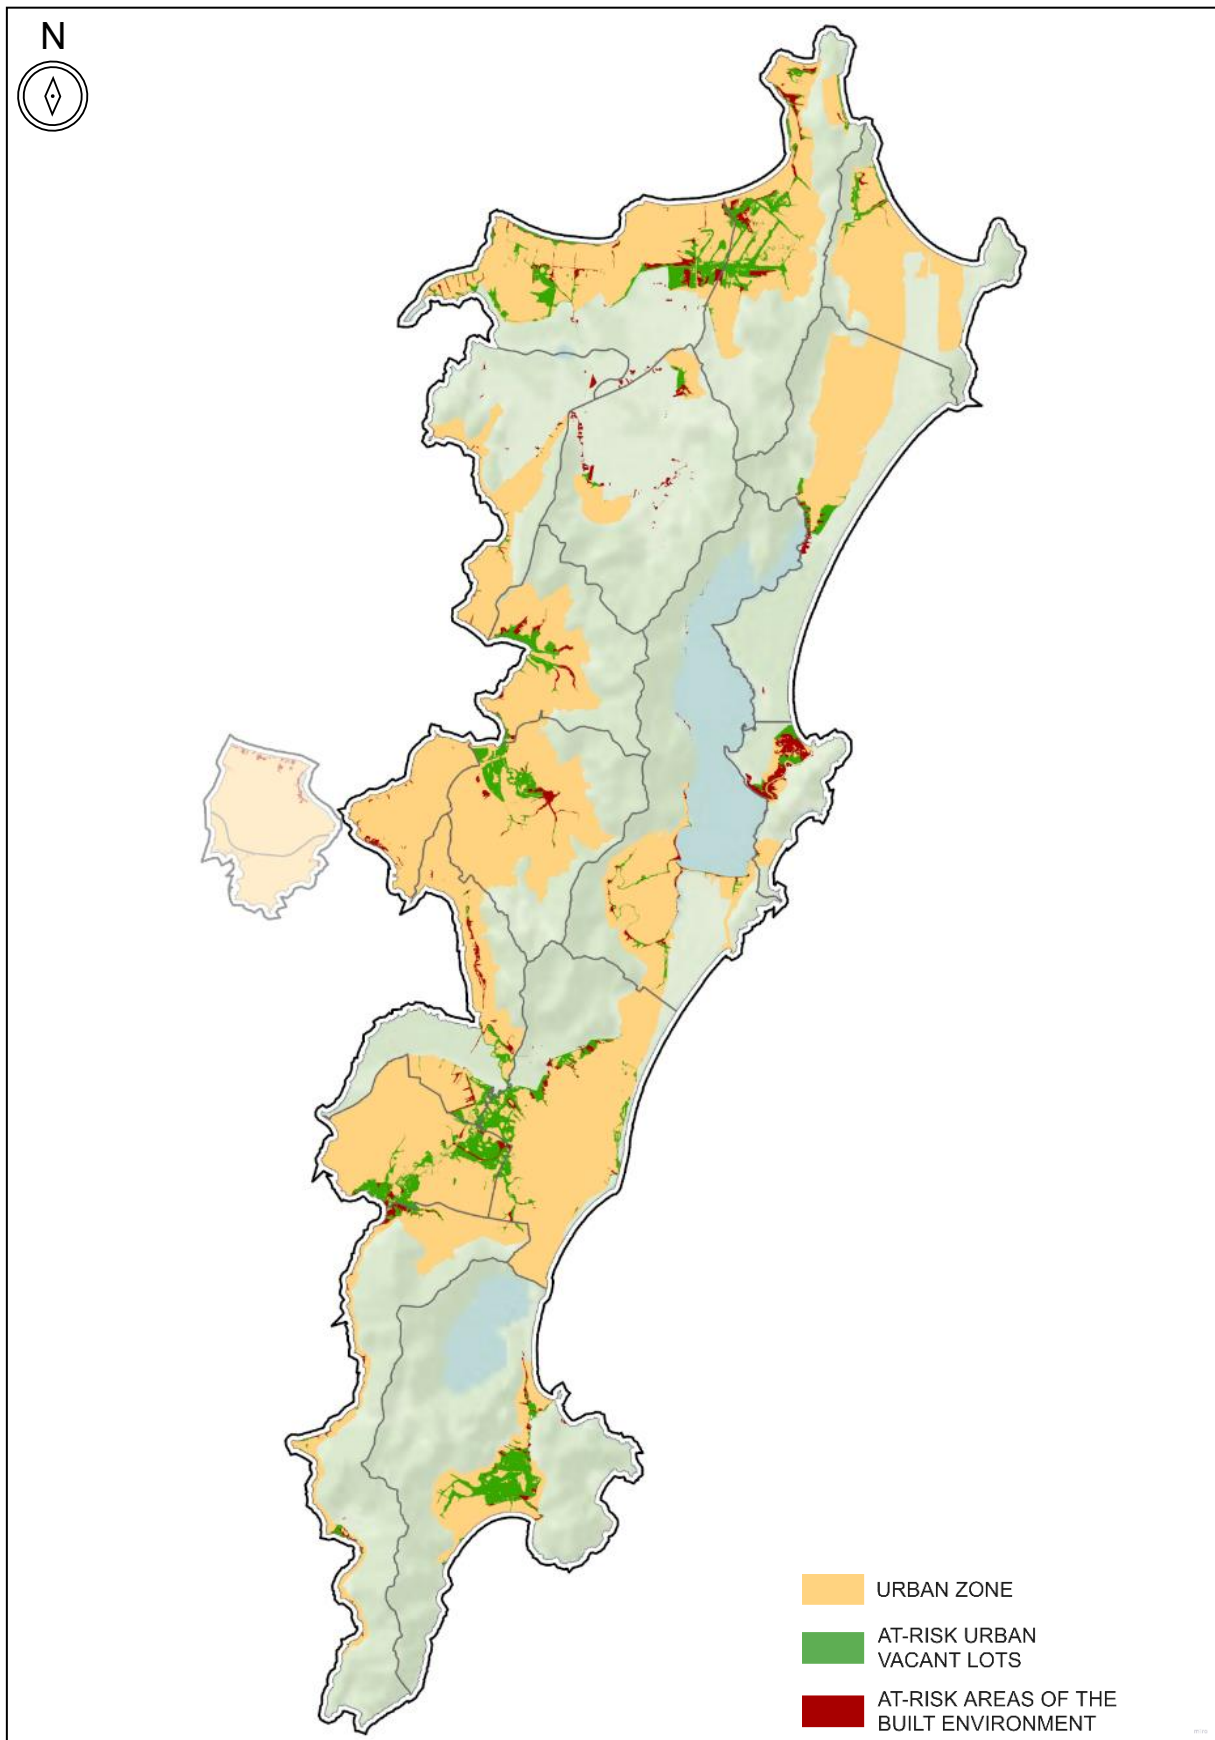 N
URBAN ZONE
AT-RISK URBAN
VACANT LOTS
AT-RISK AREAS OF THE
BUILT ENVIRONMENT